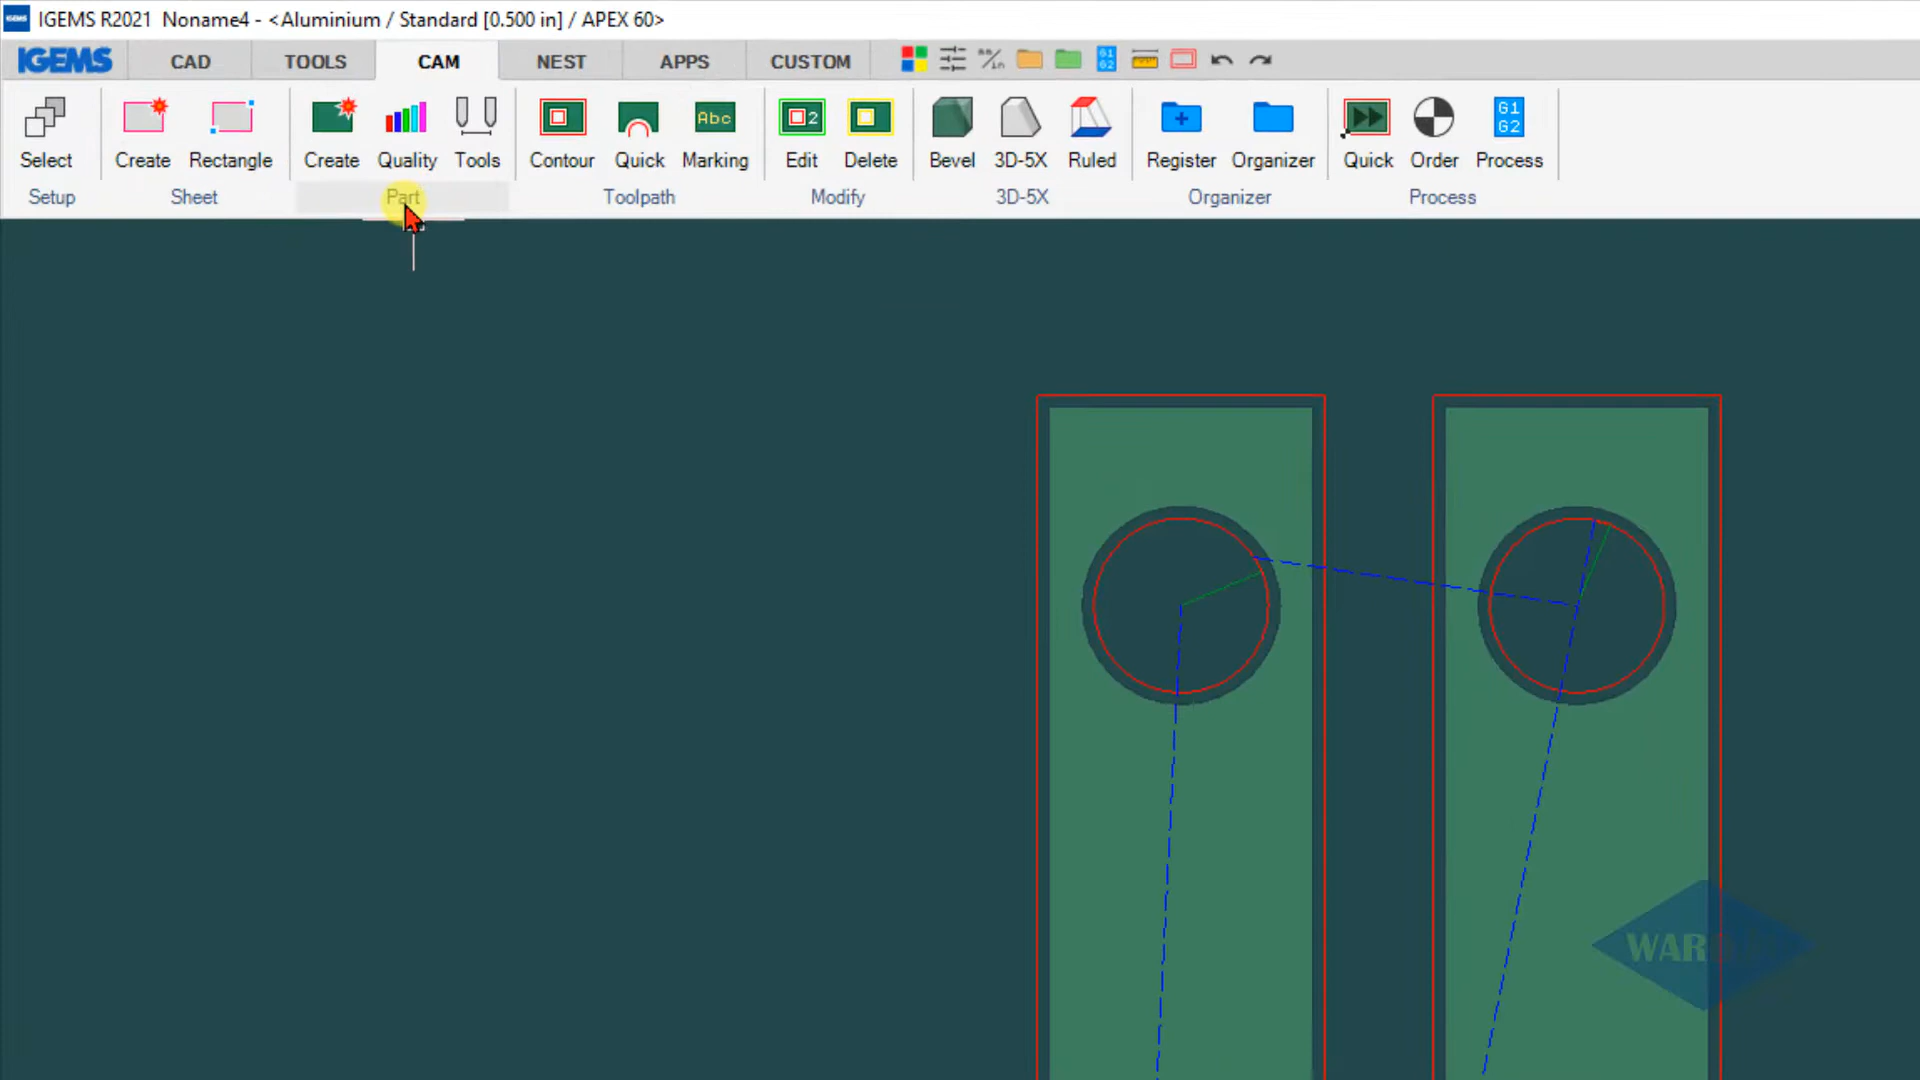 IGEMS R2021 Noname4 - <Aluminium / Standard [0.500 in] / APEX 60>
IGEMS CAD TOOLS CAM NEST APPS CUSTOM
Abc 2 G1 G2
Select Create Rectangle Create Quality Tools Contour Quick Marking Edit Delete Bevel 3D-5X Ruled Register Organizer Quick Order Process
Setup Sheet Part Toolpath Modify 3D-5X Organizer Process